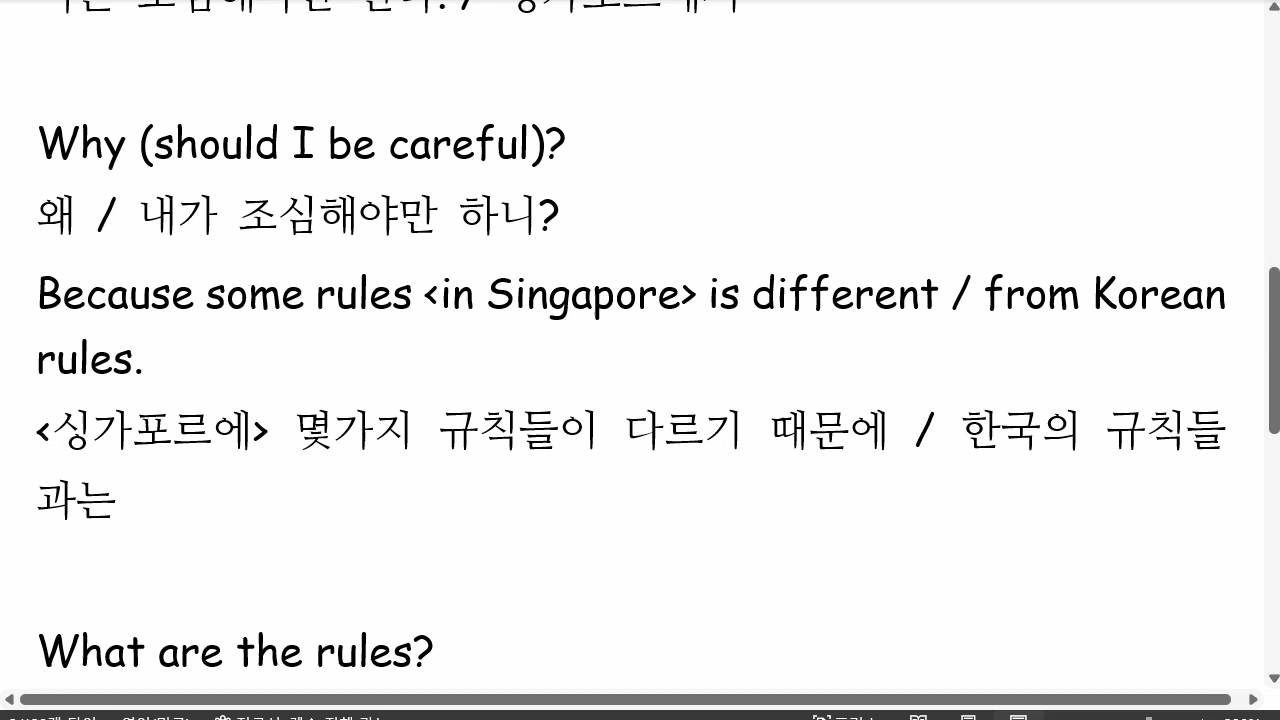 Why (should I be careful)?
왜 / 내가 조심해야만 하니?
Because some rules <in Singapore> is different / from Korean
rules.
<싱가포르에> 몇가지 규칙들이 다르기 때문에 / 한국의 규칙들
과는
What are the rules?